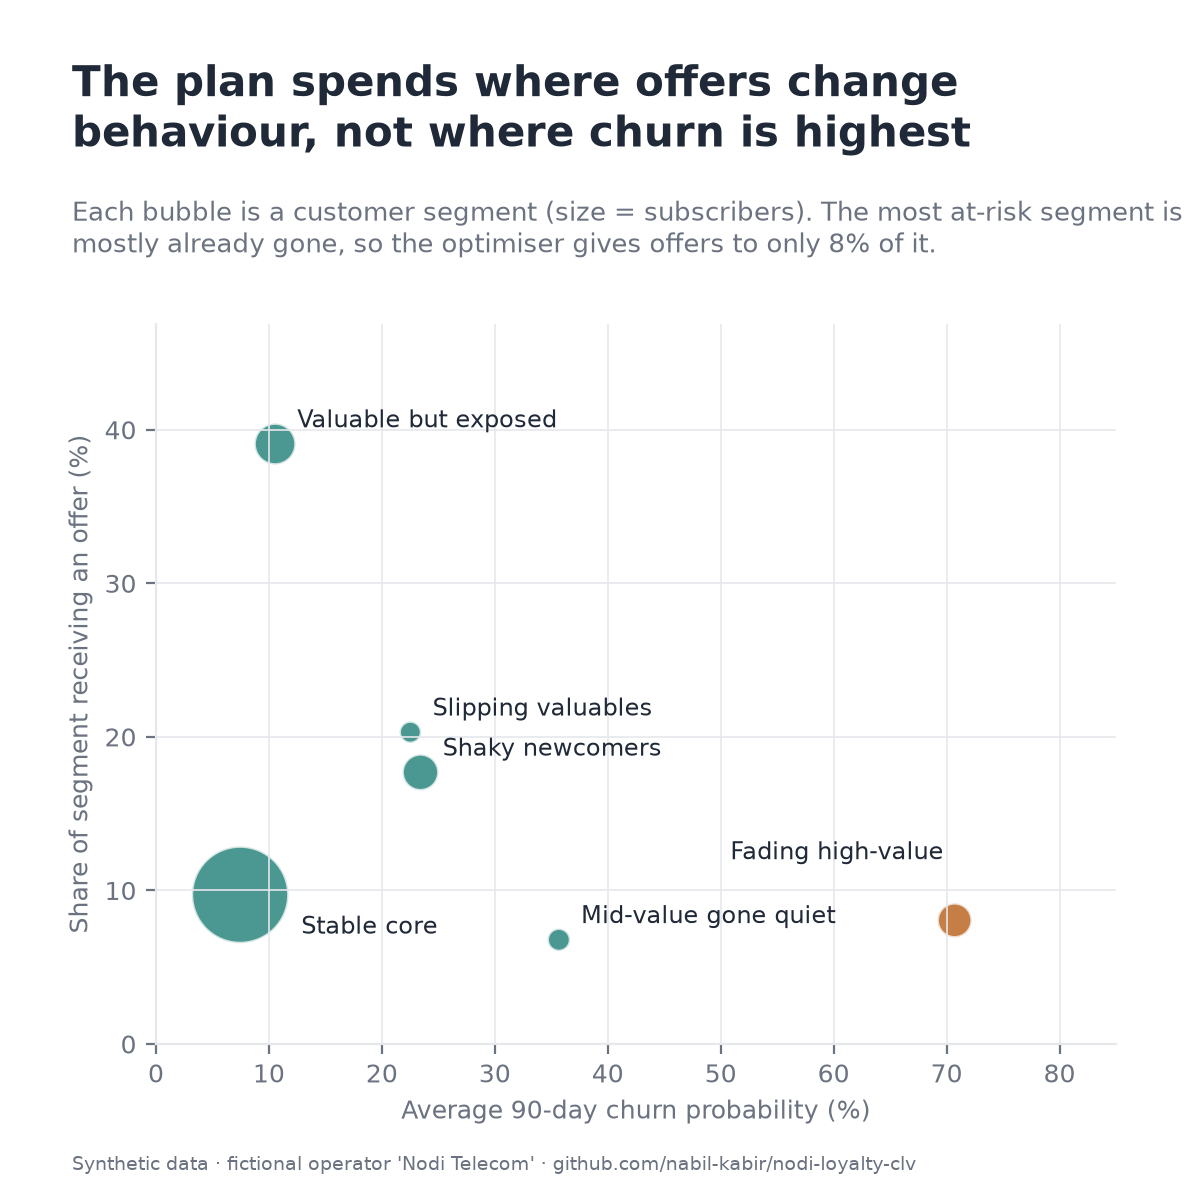 The plan spends where offers change
behaviour, not where churn is highest
Each bubble is a customer segment (size = subscribers). The most at-risk segment is
mostly already gone, so the optimiser gives offers to only 8% of it.
Share of segment receiving an offer (%)
40
30
20
10
0
Valuable but exposed
Slipping valuables
Shaky newcomers
Fading high-value
Mid-value gone quiet
Stable core
0 10 20 30 40 50 60 70 80
Average 90-day churn probability (%)
Synthetic data · fictional operator 'Nodi Telecom' · github.com/nabil-kabir/nodi-loyalty-clv